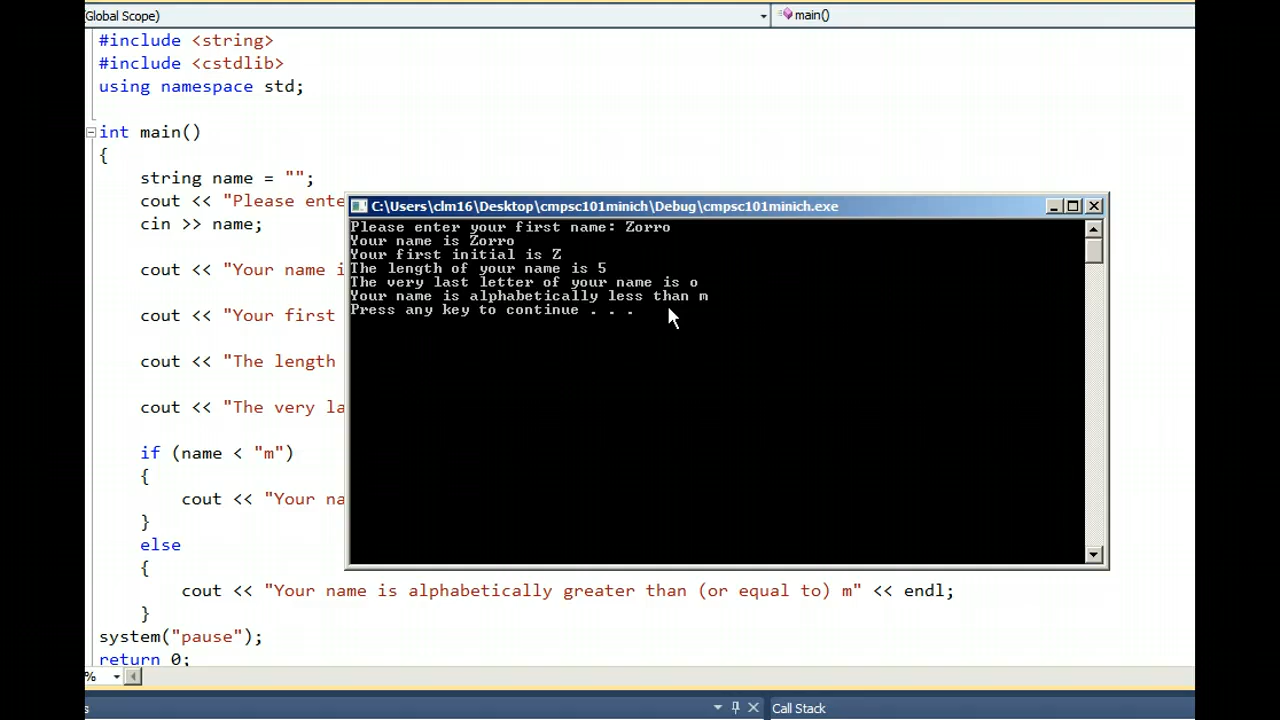 (Global Scope)
main()
#include <string>
#include <cstdlib>
using namespace std;
int main()
{
string name = "";
cout << "Please ente
cin >> name;
cout << "Your name i
cout << "Your first
cout << "The length
cout << "The very la
if (name < "m")
{
cout << "Your na
}
else
{
cout << "Your name is alphabetically greater than (or equal to) m" << endl;
}
system("pause");
return 0;
C:\Users\clm16\Desktop\cmpsc101minich\Debug\cmpsc101minich.exe
Please enter your first name: Zorro
Your name is Zorro
Your first initial is Z
The length of your name is 5
The very last letter of your name is o
Your name is alphabetically less than m
Press any key to continue . . .
%
s
Call Stack